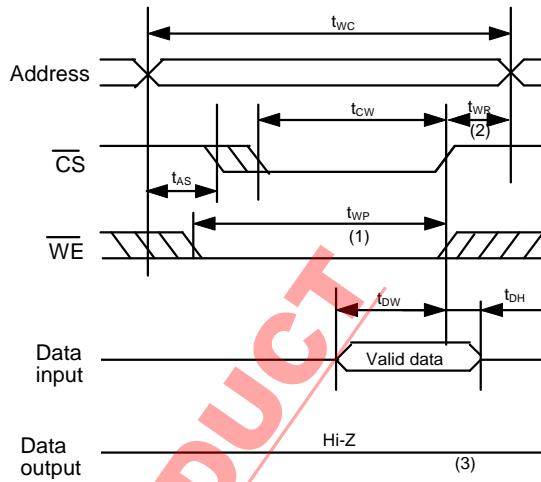 tWC
Address
tCW
tWR
(2)
CS
tAS
tWP
(1)
WE
tDW
tDH
Data
input
Valid data
Data
output
Hi-Z
(3)
DUCT